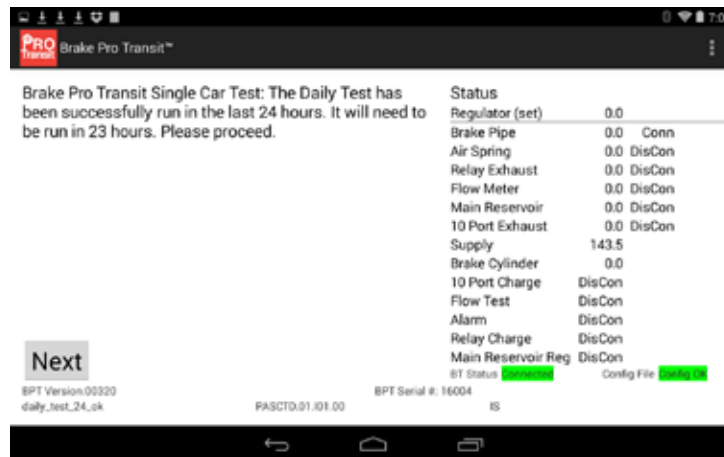 7:0
PRO
Transit
Brake Pro Transit™
Brake Pro Transit Single Car Test: The Daily Test has
been successfully run in the last 24 hours. It will need to
be run in 23 hours. Please proceed.
Status
Regulator (set) 0.0
Brake Pipe 0.0 Conn
Air Spring 0.0 DisCon
Relay Exhaust 0.0 DisCon
Flow Meter 0.0 DisCon
Main Reservoir 0.0 DisCon
10 Port Exhaust 0.0 DisCon
Supply 143.5
Brake Cylinder 0.0
10 Port Charge DisCon
Flow Test DisCon
Alarm DisCon
Relay Charge DisCon
Main Reservoir Reg DisCon
BT Status Connected Config File Config OK
Next
BPT Version:00320 BPT Serial #: 16004
daily_test_24_ok PASCTD.01.I01.00 IS